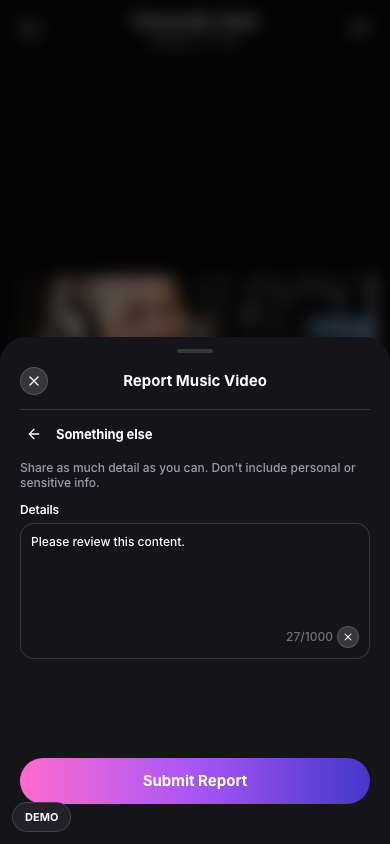 Report Music Video
Something else
Share as much detail as you can. Don't include personal or
sensitive info.
Details
Please review this content.
27/1000
Submit Report
DEMO